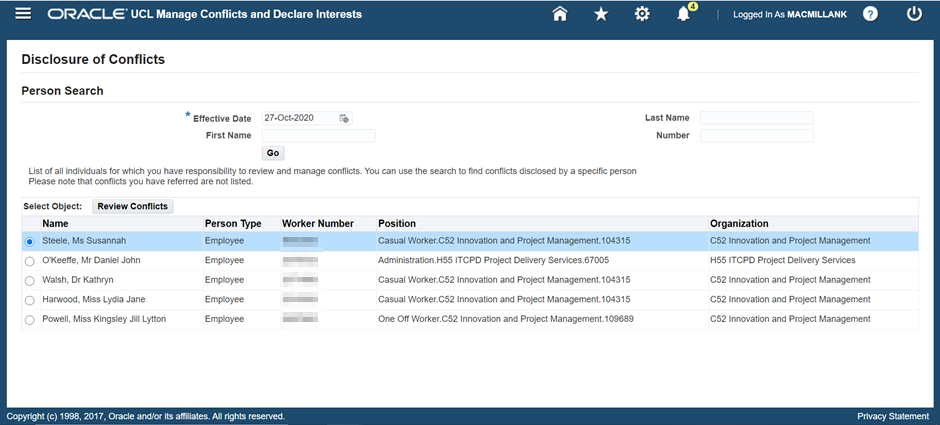 ORACLE® UCL Manage Conflicts and Declare Interests
4
Logged In As MACMILLANK
?
Disclosure of Conflicts
Person Search
* Effective Date 27-Oct-2020
Last Name
First Name
Number
Go
List of all individuals for which you have responsibility to review and manage conflicts. You can use the search to find conflicts disclosed by a specific person
Please note that conflicts you have referred are not listed.
Select Object: Review Conflicts
Name Person Type Worker Number Position Organization
Steele, Ms Susannah Employee Casual Worker.C52 Innovation and Project Management.104315 C52 Innovation and Project Management
O'Keeffe, Mr Daniel John Employee Administration.H55 ITCPD Project Delivery Services.67005 H55 ITCPD Project Delivery Services
Walsh, Dr Kathryn Employee Casual Worker.C52 Innovation and Project Management.104315 C52 Innovation and Project Management
Harwood, Miss Lydia Jane Employee Casual Worker.C52 Innovation and Project Management.104315 C52 Innovation and Project Management
Powell, Miss Kingsley Jill Lytton Employee One Off Worker.C52 Innovation and Project Management.109689 C52 Innovation and Project Management
Copyright (c) 1998, 2017, Oracle and/or its affiliates. All rights reserved.
Privacy Statement